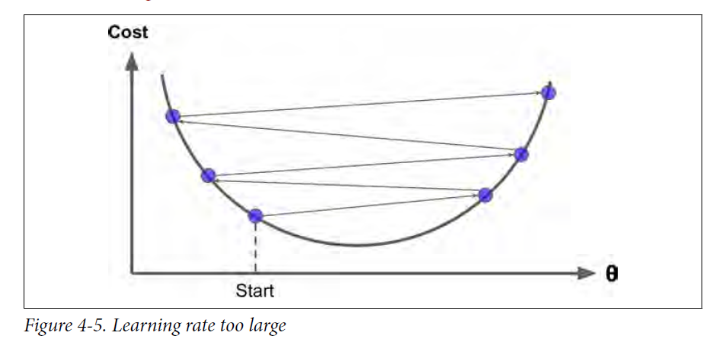 Cost
θ
Start
Figure 4-5. Learning rate too large